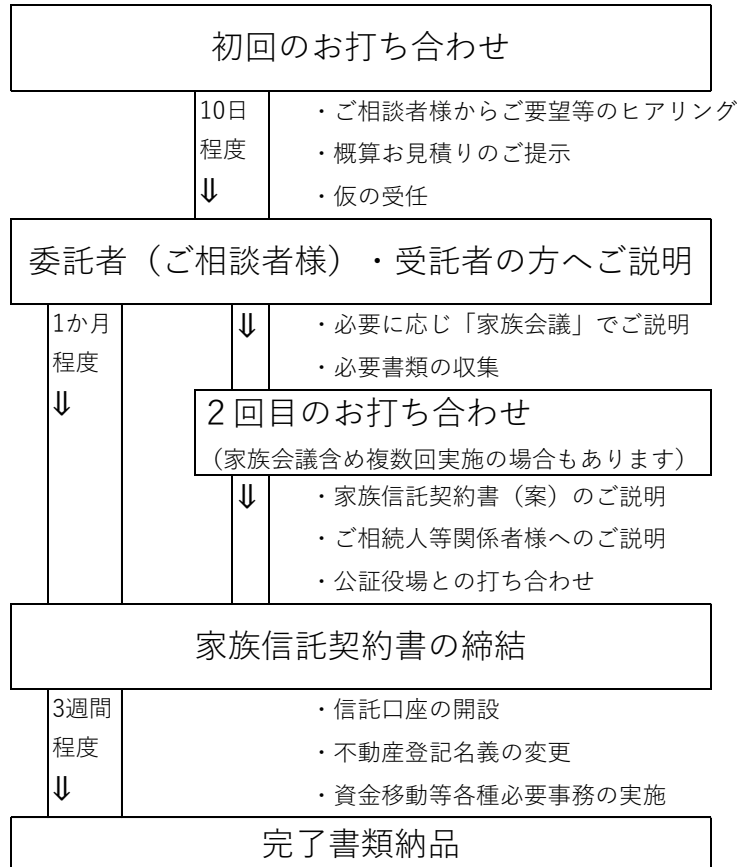 初回のお打ち合わせ
10日
程度
⇓
・ご相談者様からご要望等のヒアリング
・概算お見積りのご提示
・仮の受任
委託者（ご相談者様）・受託者の方へご説明
1か月
程度
⇓
⇓
・必要に応じ「家族会議」でご説明
・必要書類の収集
２回目のお打ち合わせ
（家族会議含め複数回実施の場合もあります）
⇓
・家族信託契約書（案）のご説明
・ご相続人等関係者様へのご説明
・公証役場との打ち合わせ
家族信託契約書の締結
3週間
程度
⇓
・信託口座の開設
・不動産登記名義の変更
・資金移動等各種必要事務の実施
完了書類納品